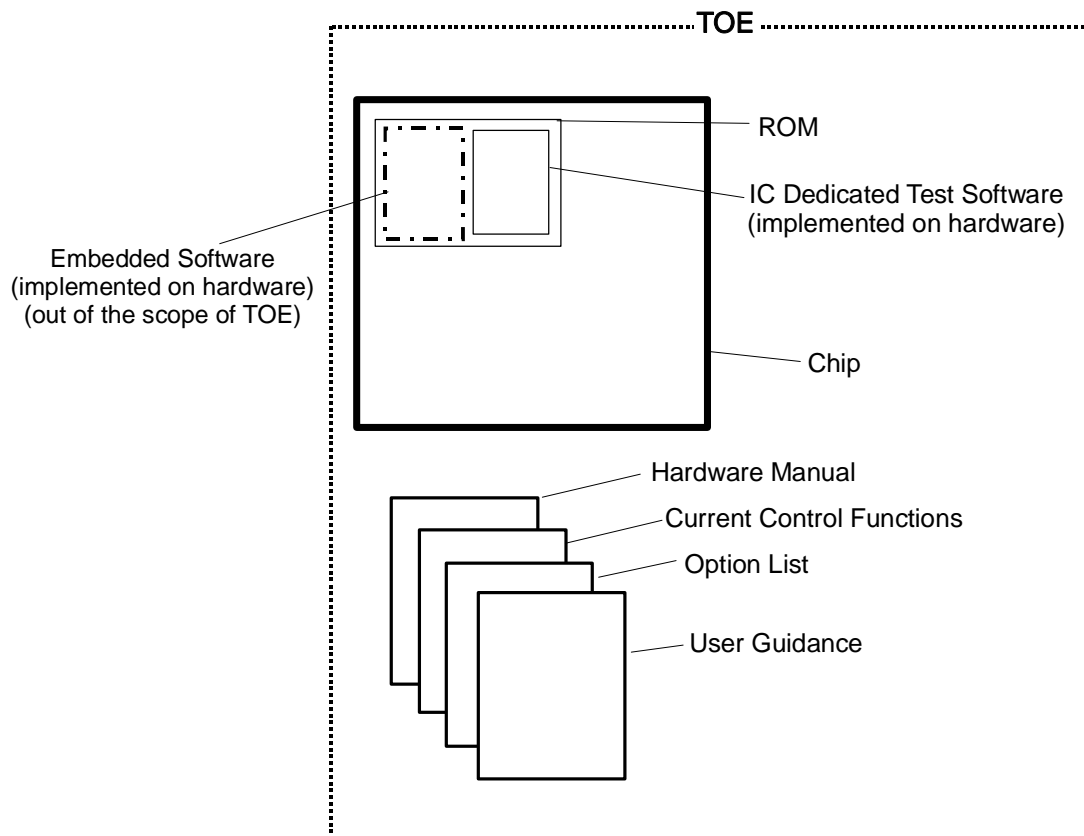 TOE
ROM
IC Dedicated Test Software
(implemented on hardware)
Embedded Software
(implemented on hardware)
(out of the scope of TOE)
Chip
Hardware Manual
Current Control Functions
Option List
User Guidance